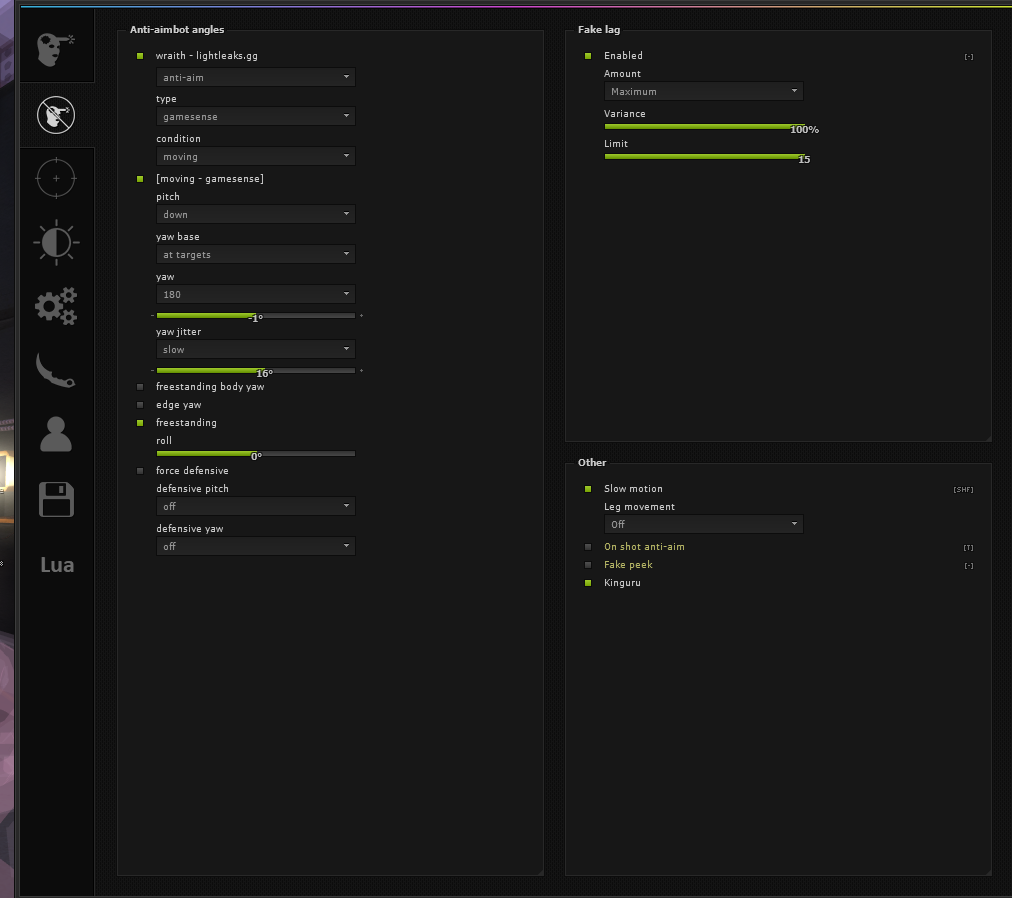 Lua
Anti-aimbot angles
wraith - lightleaks.gg
anti-aim
type
gamesense
condition
moving
[moving - gamesense]
pitch
down
yaw base
at targets
yaw
180
-1°
yaw jitter
slow
16°
freestanding body yaw
edge yaw
freestanding
roll
0°
force defensive
defensive pitch
off
defensive yaw
off
Fake lag
Enabled [-]
Amount
Maximum
Variance
100%
Limit
15
Other
Slow motion [SHF]
Leg movement
Off
On shot anti-aim [T]
Fake peek [-]
Kinguru